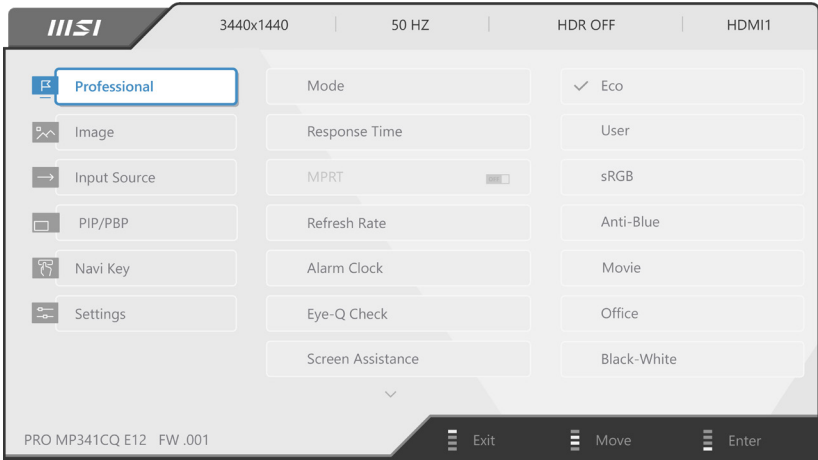 msi 3440x1440 50 HZ HDR OFF HDMI1
Professional Mode Eco
Image Response Time User
Input Source MPRT sRGB
PIP/PBP Refresh Rate Anti-Blue
Navi Key Alarm Clock Movie
Settings Eye-Q Check Office
Screen Assistance Black-White
PRO MP341CQ E12 FW .001 Exit Move Enter